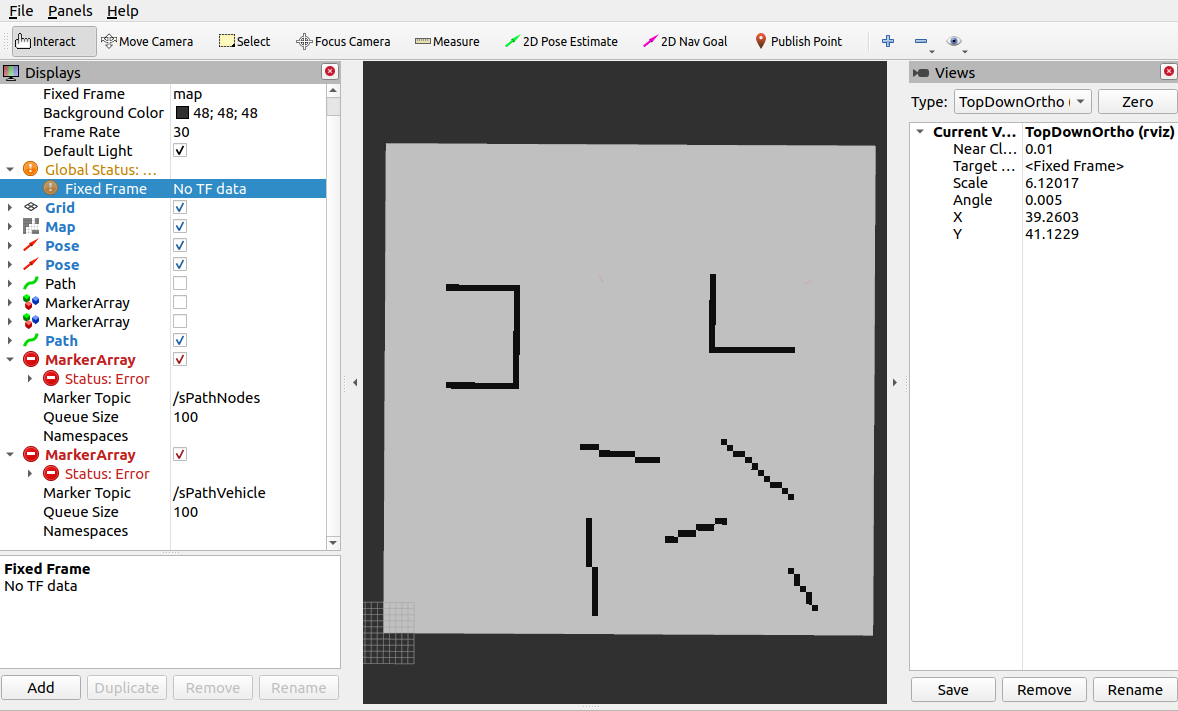 File Panels Help
Interact Move Camera Select Focus Camera Measure 2D Pose Estimate 2D Nav Goal Publish Point
Displays
Fixed Frame map
Background Color 48; 48; 48
Frame Rate 30
Default Light
Global Status: ...
Fixed Frame No TF data
Grid
Map
Pose
Pose
Path
MarkerArray
MarkerArray
Path
MarkerArray
Status: Error
Marker Topic /sPathNodes
Queue Size 100
Namespaces
MarkerArray
Status: Error
Marker Topic /sPathVehicle
Queue Size 100
Namespaces
Fixed Frame
No TF data
Add Duplicate Remove Rename
Views
Type: TopDownOrtho ( Zero
Current V... TopDownOrtho (rviz)
Near Cl... 0.01
Target ... <Fixed Frame>
Scale 6.12017
Angle 0.005
X 39.2603
Y 41.1229
Save Remove Rename